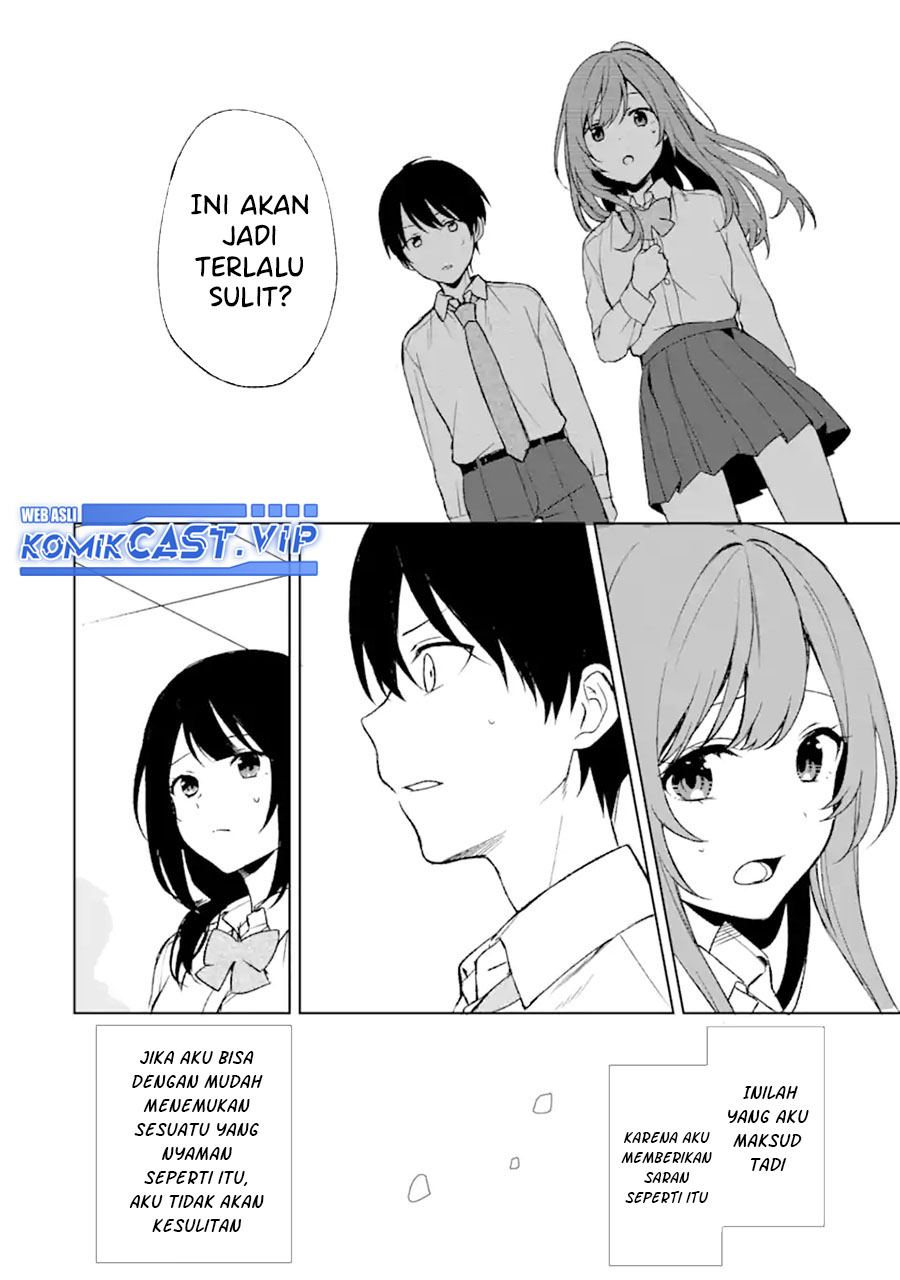 INI AKAN
JADI
TERLALU
SULIT?
WEB ASLI
KOMIKCAST.VIP
INILAH
YANG AKU
MAKSUD
TADI
KARENA AKU
MEMBERIKAN
SARAN
SEPERTI ITU
JIKA AKU BISA
DENGAN MUDAH
MENEMUKAN
SESUATU YANG
NYAMAN
SEPERTI ITU,
AKU TIDAK AKAN
KESULITAN